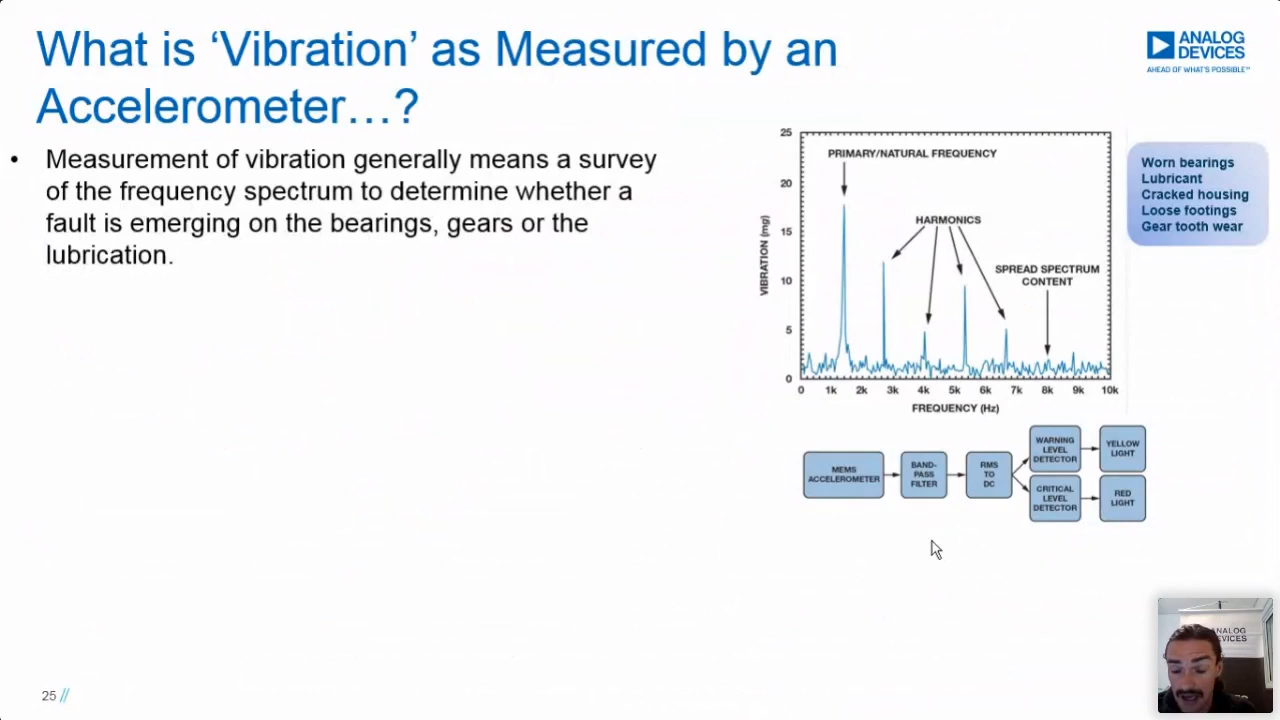 What is ‘Vibration’ as Measured by an
Accelerometer…?
ANALOG
DEVICES
AHEAD OF WHAT'S POSSIBLE™
• Measurement of vibration generally means a survey
of the frequency spectrum to determine whether a
fault is emerging on the bearings, gears or the
lubrication.
25
20
15
10
5
0
VIBRATION (mg)
PRIMARY/NATURAL FREQUENCY
HARMONICS
SPREAD SPECTRUM
CONTENT
0 1k 2k 3k 4k 5k 6k 7k 8k 9k 10k
FREQUENCY (Hz)
Worn bearings
Lubricant
Cracked housing
Loose footings
Gear tooth wear
MEMS
ACCELEROMETER
BAND-
PASS
FILTER
RMS
TO
DC
WARNING
LEVEL
DETECTOR
YELLOW
LIGHT
CRITICAL
LEVEL
DETECTOR
RED
LIGHT
25 //
ANALOG
DEVICES